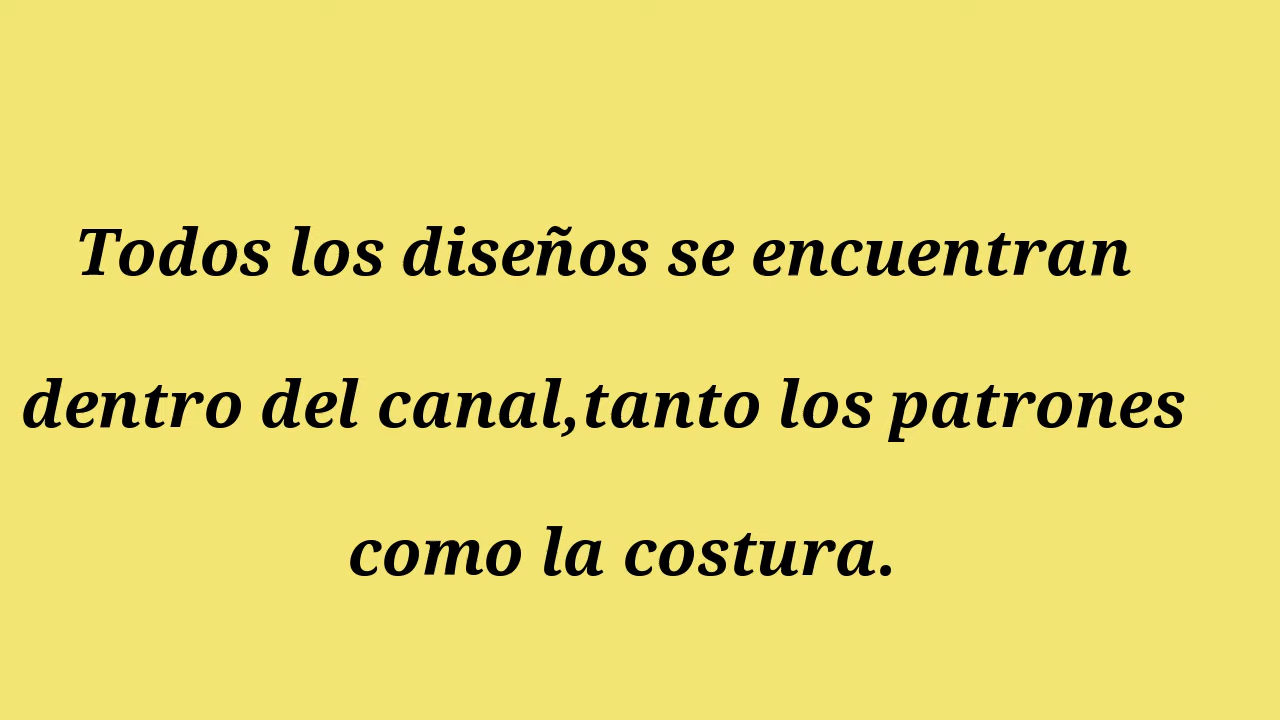 Todos los diseños se encuentran
dentro del canal,tanto los patrones
como la costura.